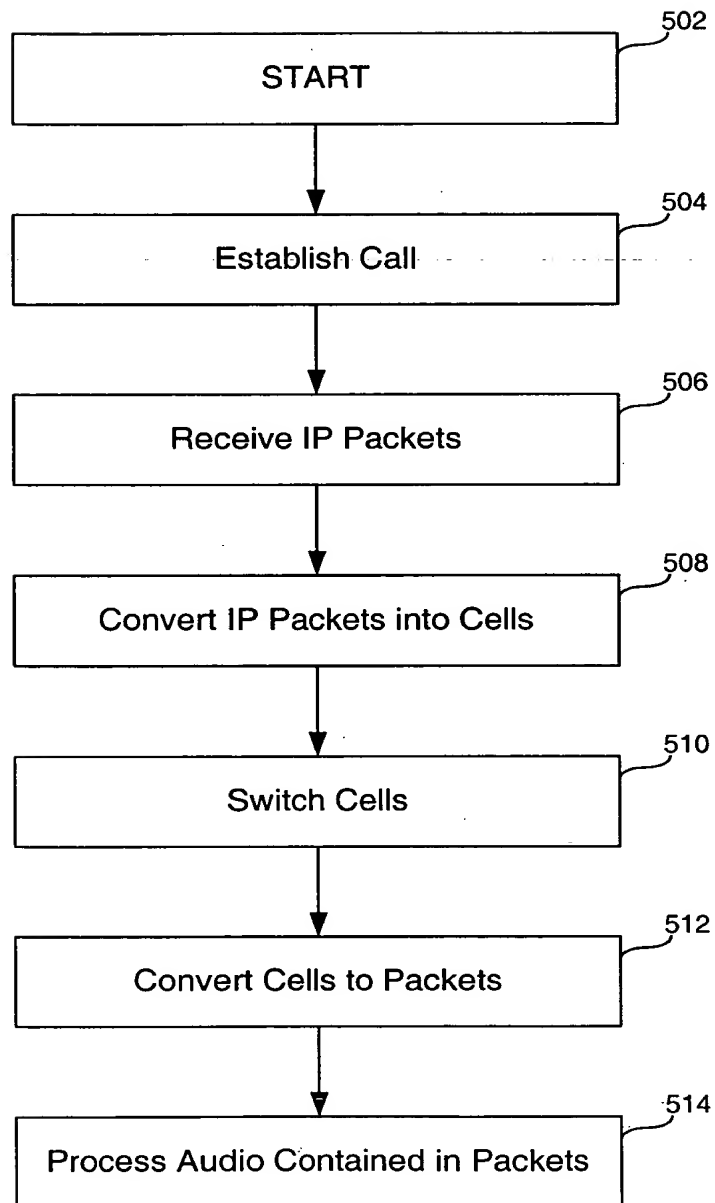 502
START
504
Establish Call
506
Receive IP Packets
508
Convert IP Packets into Cells
510
Switch Cells
512
Convert Cells to Packets
514
Process Audio Contained in Packets